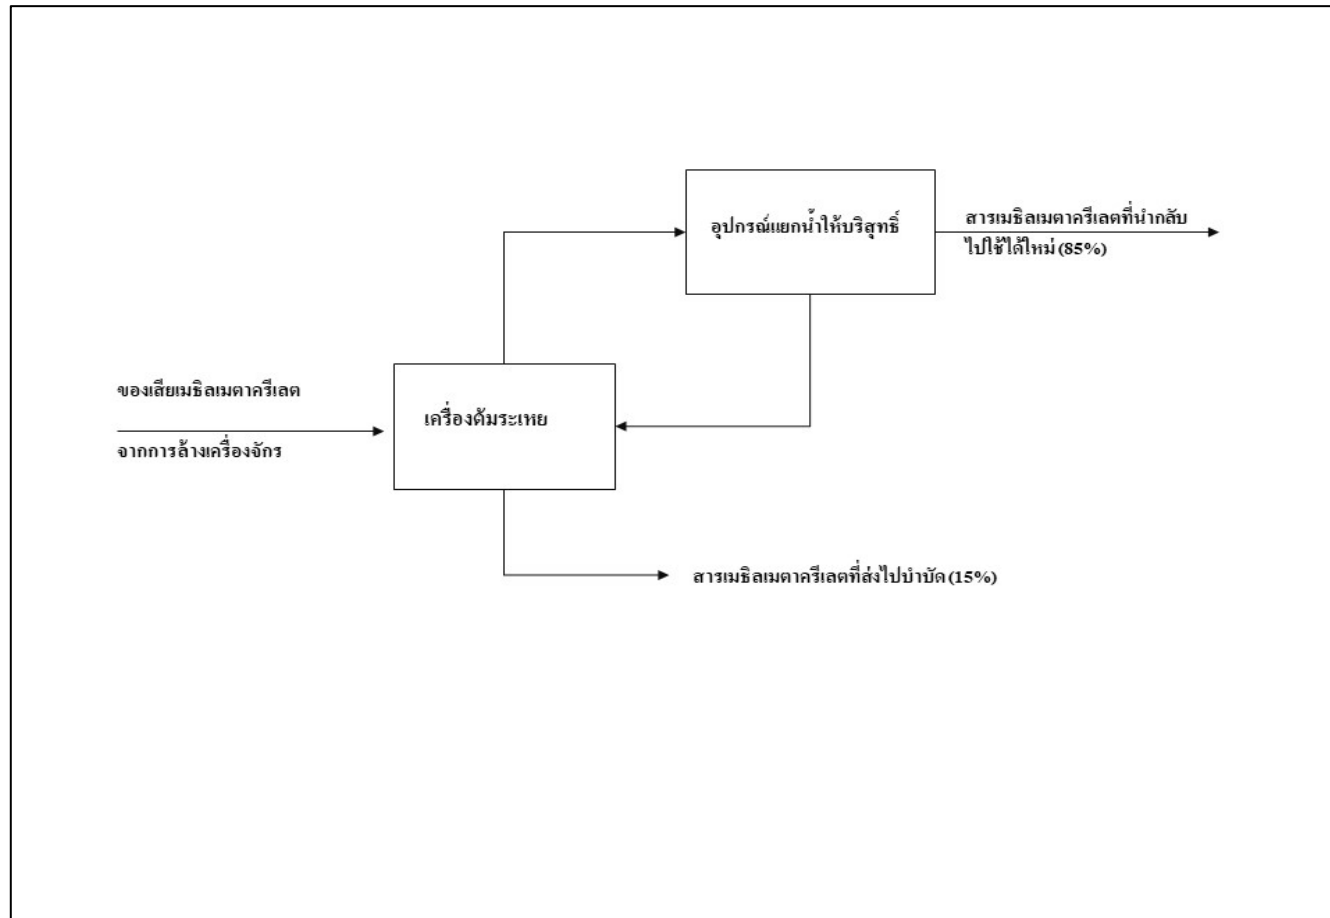 อุปกรณ์แยกน้ำให้บริสุทธิ์
สารเมธิลเมตาครีเลตที่นำกลับ
ไปใช้ได้ใหม่ (85%)
ของเสียเมธิลเมตาครีเลต
จากการล้างเครื่องจักร
เครื่องต้มระเหย
สารเมธิลเมตาครีเลตที่ส่งไปบำบัด (15%)